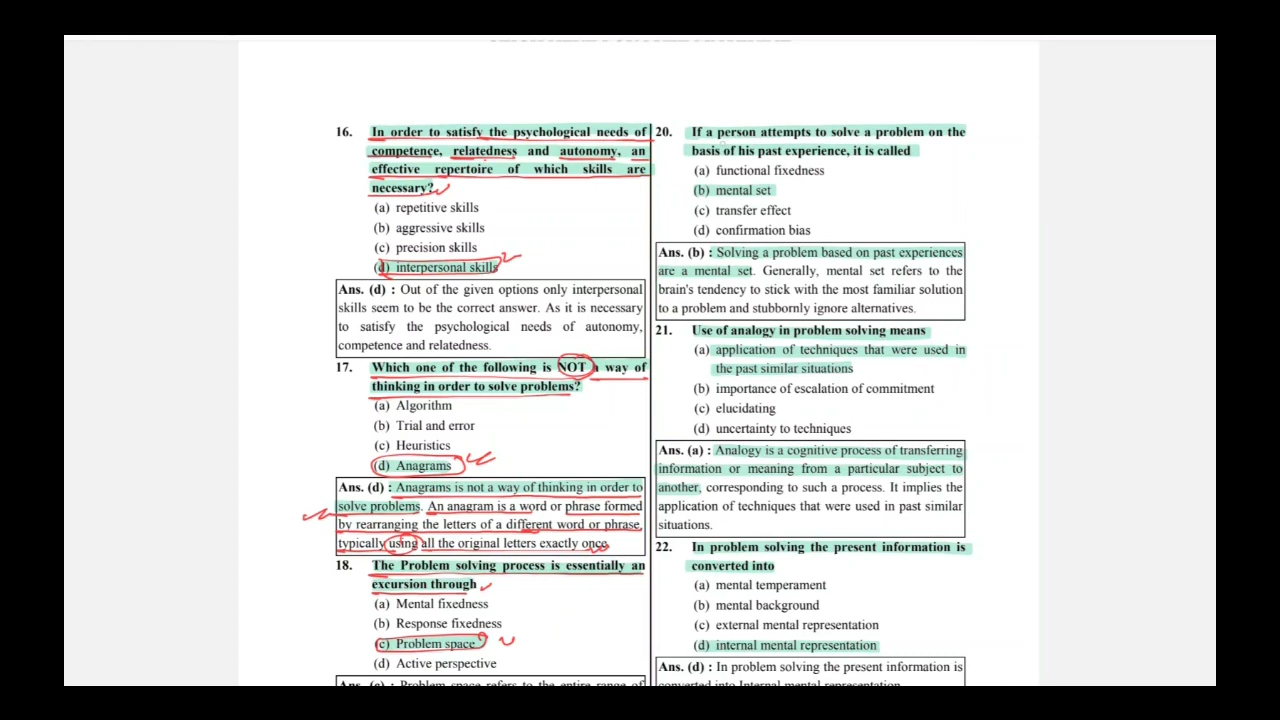 16. In order to satisfy the psychological needs of
competence, relatedness and autonomy, an
effective repertoire of which skills are
necessary?
(a) repetitive skills
(b) aggressive skills
(c) precision skills
(d) interpersonal skills
Ans. (d) : Out of the given options only interpersonal
skills seem to be the correct answer. As it is necessary
to satisfy the psychological needs of autonomy,
competence and relatedness.
17. Which one of the following is NOT a way of
thinking in order to solve problems?
(a) Algorithm
(b) Trial and error
(c) Heuristics
(d) Anagrams
Ans. (d) : Anagrams is not a way of thinking in order to
solve problems. An anagram is a word or phrase formed
by rearranging the letters of a different word or phrase,
typically using all the original letters exactly once.
18. The Problem solving process is essentially an
excursion through
(a) Mental fixedness
(b) Response fixedness
(c) Problem space
(d) Active perspective
Ans. (c) : Problem space refers to the entire range of
20. If a person attempts to solve a problem on the
basis of his past experience, it is called
(a) functional fixedness
(b) mental set
(c) transfer effect
(d) confirmation bias
Ans. (b) : Solving a problem based on past experiences
are a mental set. Generally, mental set refers to the
brain's tendency to stick with the most familiar solution
to a problem and stubbornly ignore alternatives.
21. Use of analogy in problem solving means
(a) application of techniques that were used in
the past similar situations
(b) importance of escalation of commitment
(c) elucidating
(d) uncertainty to techniques
Ans. (a) : Analogy is a cognitive process of transferring
information or meaning from a particular subject to
another, corresponding to such a process. It implies the
application of techniques that were used in past similar
situations.
22. In problem solving the present information is
converted into
(a) mental temperament
(b) mental background
(c) external mental representation
(d) internal mental representation
Ans. (d) : In problem solving the present information is
converted into Internal mental representation.